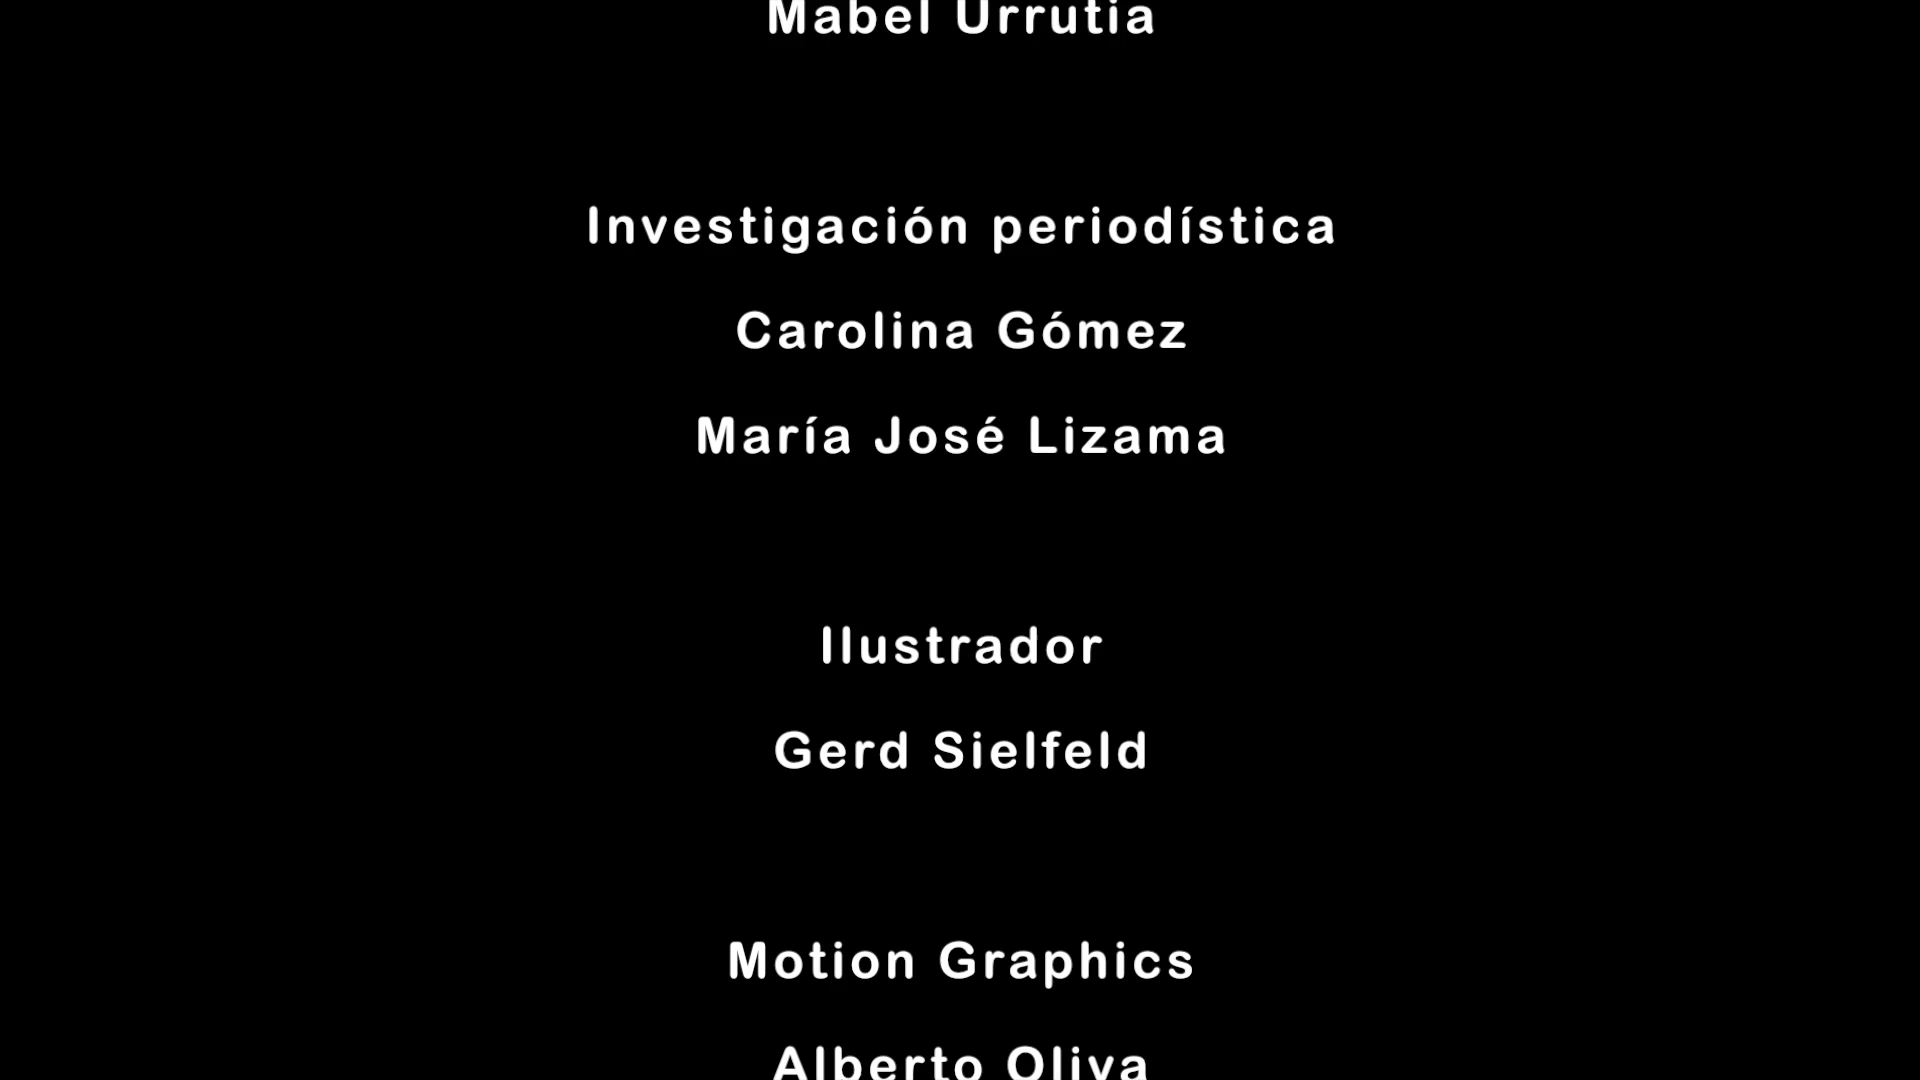 Mabel Urrutia
Investigación periodística
Carolina Gómez
María José Lizama
Ilustrador
Gerd Sielfeld
Motion Graphics
Alberto Oliva